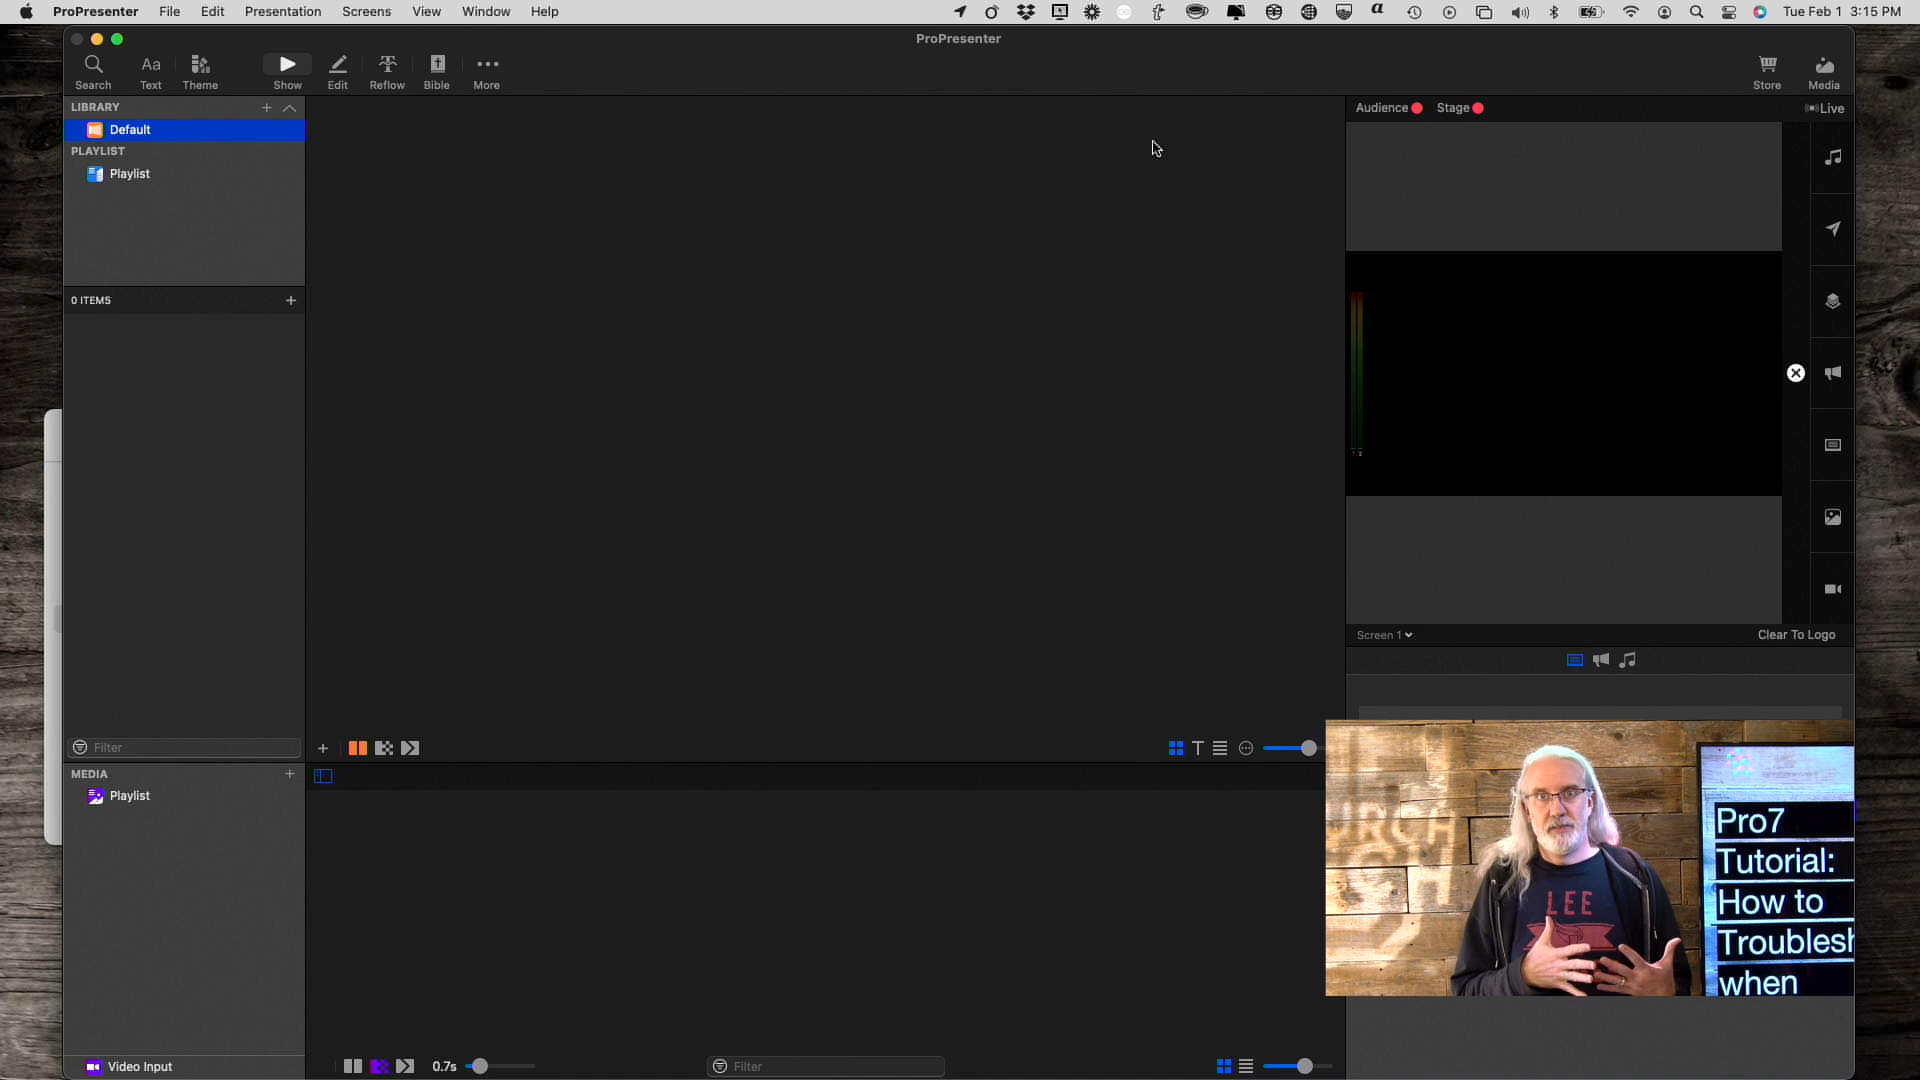 ProPresenter File Edit Presentation Screens View Window Help
Tue Feb 1 3:15 PM
ProPresenter
Search Text Theme Show Edit Reflow Bible More
Store Media
LIBRARY
Default
PLAYLIST
Playlist
0 ITEMS
Filter
MEDIA
Playlist
Video Input
0.7s
Filter
Audience Stage Live
Screen 1 Clear To Logo
LEE
Pro7
Tutorial:
How to
Troublesh
when